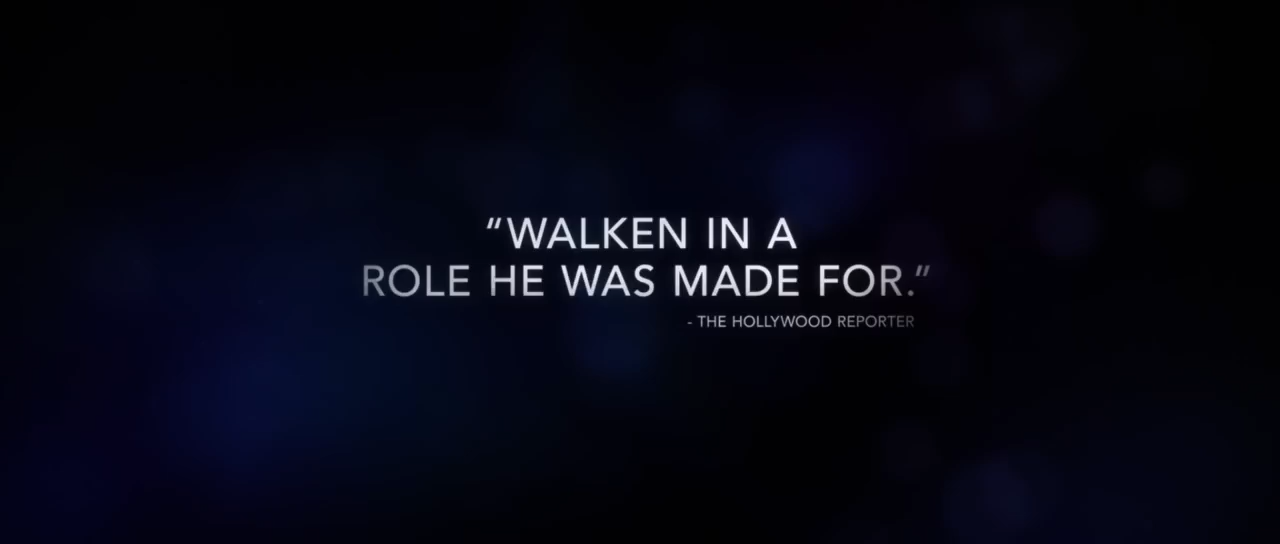 “WALKEN IN A
ROLE HE WAS MADE FOR.”
- THE HOLLYWOOD REPORTER